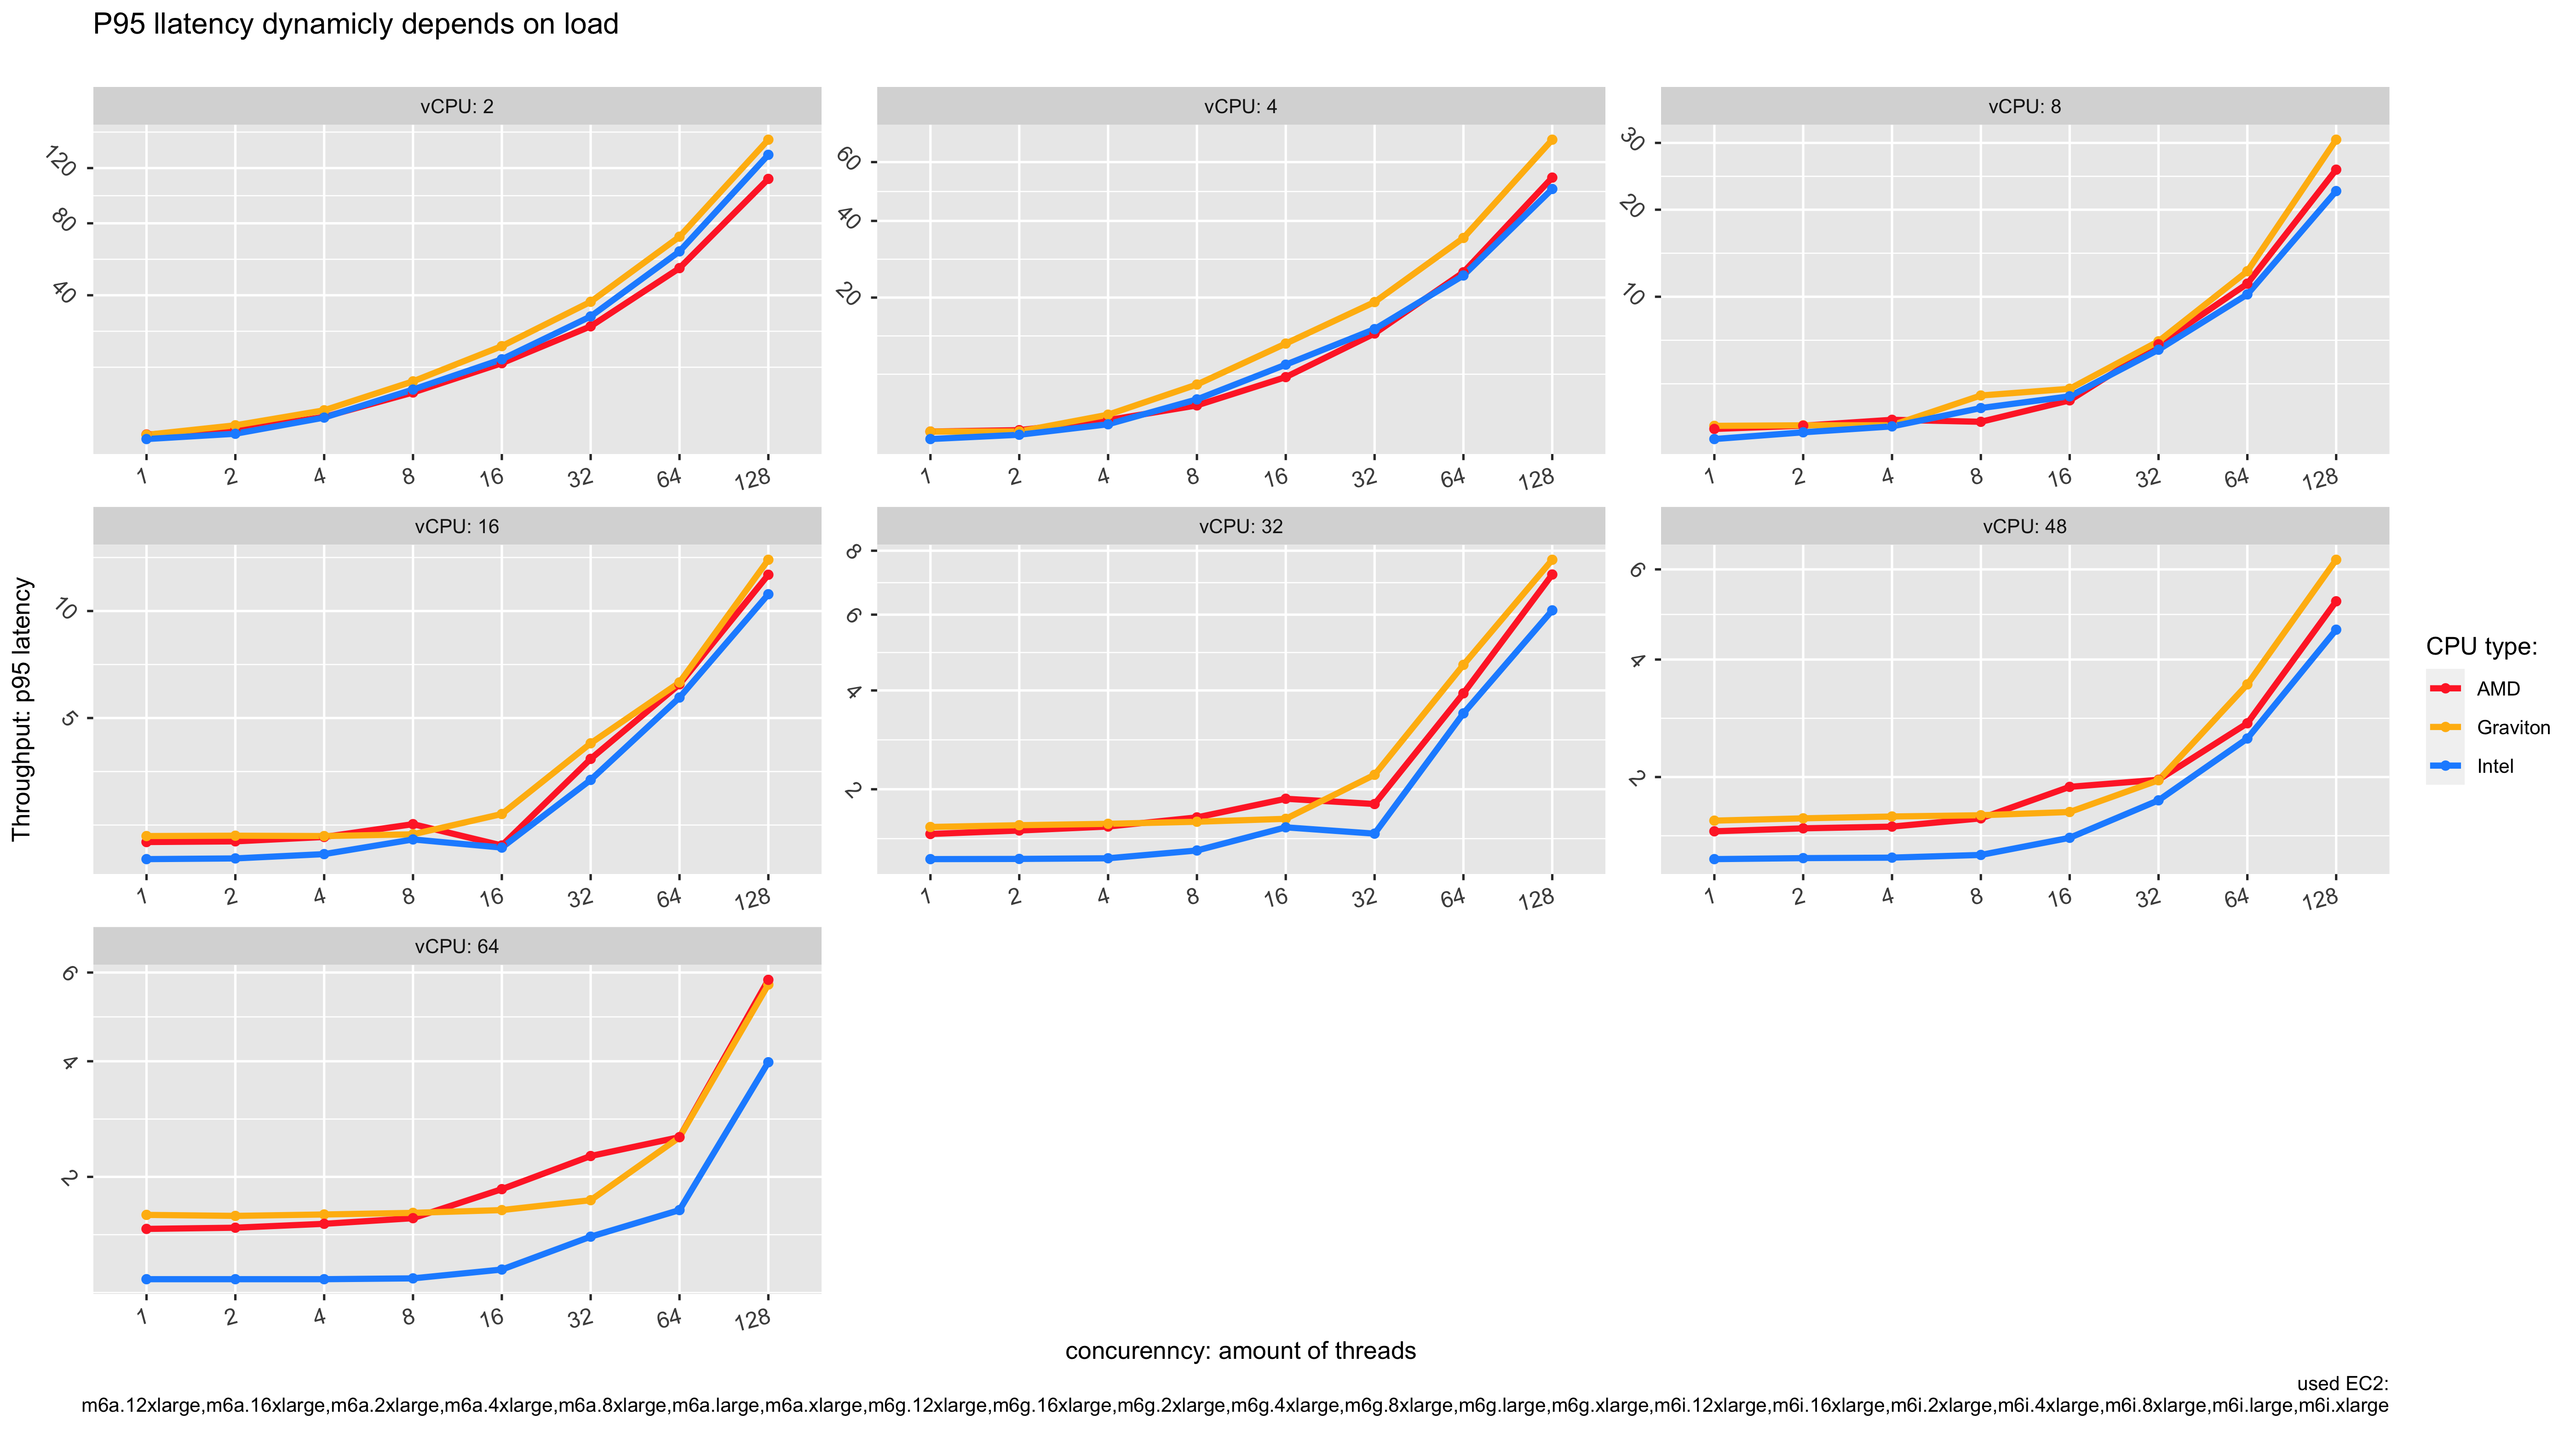 P95 llatency dynamicly depends on load
vCPU: 2
vCPU: 4
vCPU: 8
120
80
40
60
40
20
30
20
10
1 2 4 8 16 32 64 128
1 2 4 8 16 32 64 128
1 2 4 8 16 32 64 128
vCPU: 16
vCPU: 32
vCPU: 48
10
5
8
6
4
2
6
4
2
1 2 4 8 16 32 64 128
1 2 4 8 16 32 64 128
1 2 4 8 16 32 64 128
vCPU: 64
6
4
2
1 2 4 8 16 32 64 128
Throughput: p95 latency
concurenncy: amount of threads
CPU type:
AMD
Graviton
Intel
used EC2:
m6a.12xlarge,m6a.16xlarge,m6a.2xlarge,m6a.4xlarge,m6a.8xlarge,m6a.large,m6a.xlarge,m6g.12xlarge,m6g.16xlarge,m6g.2xlarge,m6g.4xlarge,m6g.8xlarge,m6g.large,m6g.xlarge,m6i.12xlarge,m6i.16xlarge,m6i.2xlarge,m6i.4xlarge,m6i.8xlarge,m6i.large,m6i.xlarge